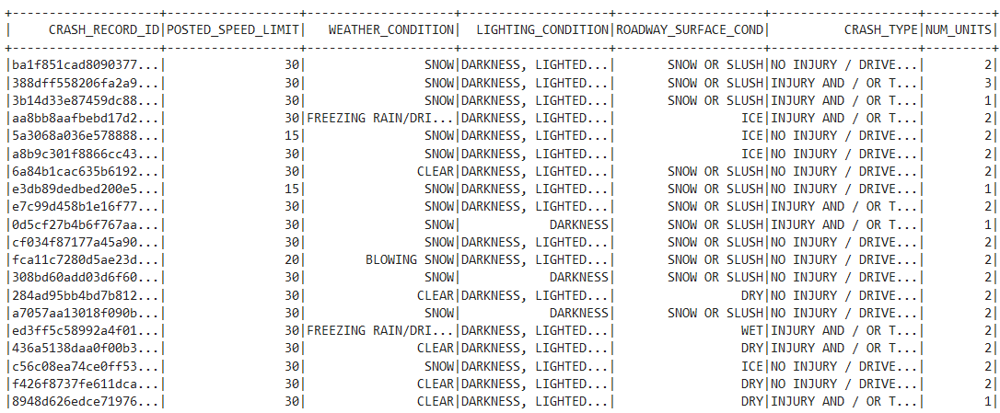 +-------------------+------------------+--------------------+--------------------+--------------------+--------------------+---------+
|    CRASH_RECORD_ID|POSTED_SPEED_LIMIT|   WEATHER_CONDITION|  LIGHTING_CONDITION|ROADWAY_SURFACE_COND|          CRASH_TYPE|NUM_UNITS|
+-------------------+------------------+--------------------+--------------------+--------------------+--------------------+---------+
|ba1f851cad8090377...|                30|                SNOW|DARKNESS, LIGHTED...|       SNOW OR SLUSH|NO INJURY / DRIVE...|        2|
|388dff558206fa2a9...|                30|                SNOW|DARKNESS, LIGHTED...|       SNOW OR SLUSH|INJURY AND / OR T...|        3|
|3b14d33e87459dc88...|                30|                SNOW|DARKNESS, LIGHTED...|       SNOW OR SLUSH|INJURY AND / OR T...|        1|
|aa8bb8aafbebd17d2...|                30|FREEZING RAIN/DRI...|DARKNESS, LIGHTED...|                 ICE|INJURY AND / OR T...|        2|
|5a3068a036e578888...|                15|                SNOW|DARKNESS, LIGHTED...|                 ICE|NO INJURY / DRIVE...|        2|
|a8b9c301f8866cc43...|                30|                SNOW|DARKNESS, LIGHTED...|                 ICE|NO INJURY / DRIVE...|        2|
|6a84b1cac635b6192...|                30|               CLEAR|DARKNESS, LIGHTED...|       SNOW OR SLUSH|NO INJURY / DRIVE...|        2|
|e3db89dedbed200e5...|                15|                SNOW|DARKNESS, LIGHTED...|       SNOW OR SLUSH|NO INJURY / DRIVE...|        1|
|e7c99d458b1e16f77...|                30|                SNOW|DARKNESS, LIGHTED...|       SNOW OR SLUSH|INJURY AND / OR T...|        2|
|0d5cf27b4b6f767aa...|                30|                SNOW|            DARKNESS|       SNOW OR SLUSH|INJURY AND / OR T...|        1|
|cf034f87177a45a90...|                30|                SNOW|DARKNESS, LIGHTED...|       SNOW OR SLUSH|NO INJURY / DRIVE...|        2|
|fca11c7280d5ae23d...|                20|        BLOWING SNOW|DARKNESS, LIGHTED...|       SNOW OR SLUSH|NO INJURY / DRIVE...|        2|
|308bd60add03d6f60...|                30|                SNOW|            DARKNESS|       SNOW OR SLUSH|NO INJURY / DRIVE...|        2|
|284ad95bb4bd7b812...|                30|               CLEAR|DARKNESS, LIGHTED...|                 DRY|NO INJURY / DRIVE...|        2|
|a7057aa13018f090b...|                30|                SNOW|            DARKNESS|       SNOW OR SLUSH|NO INJURY / DRIVE...|        2|
|ed3ff5c58992a4f01...|                30|FREEZING RAIN/DRI...|DARKNESS, LIGHTED...|                 WET|INJURY AND / OR T...|        2|
|436a5138daa0f00b3...|                30|               CLEAR|DARKNESS, LIGHTED...|                 DRY|INJURY AND / OR T...|        2|
|c56c08ea74ce0ff53...|                30|                SNOW|DARKNESS, LIGHTED...|                 ICE|NO INJURY / DRIVE...|        2|
|f426f8737fe611dca...|                30|               CLEAR|DARKNESS, LIGHTED...|                 DRY|NO INJURY / DRIVE...|        2|
|8948d626edce71976...|                30|               CLEAR|DARKNESS, LIGHTED...|                 DRY|INJURY AND / OR T...|        1|